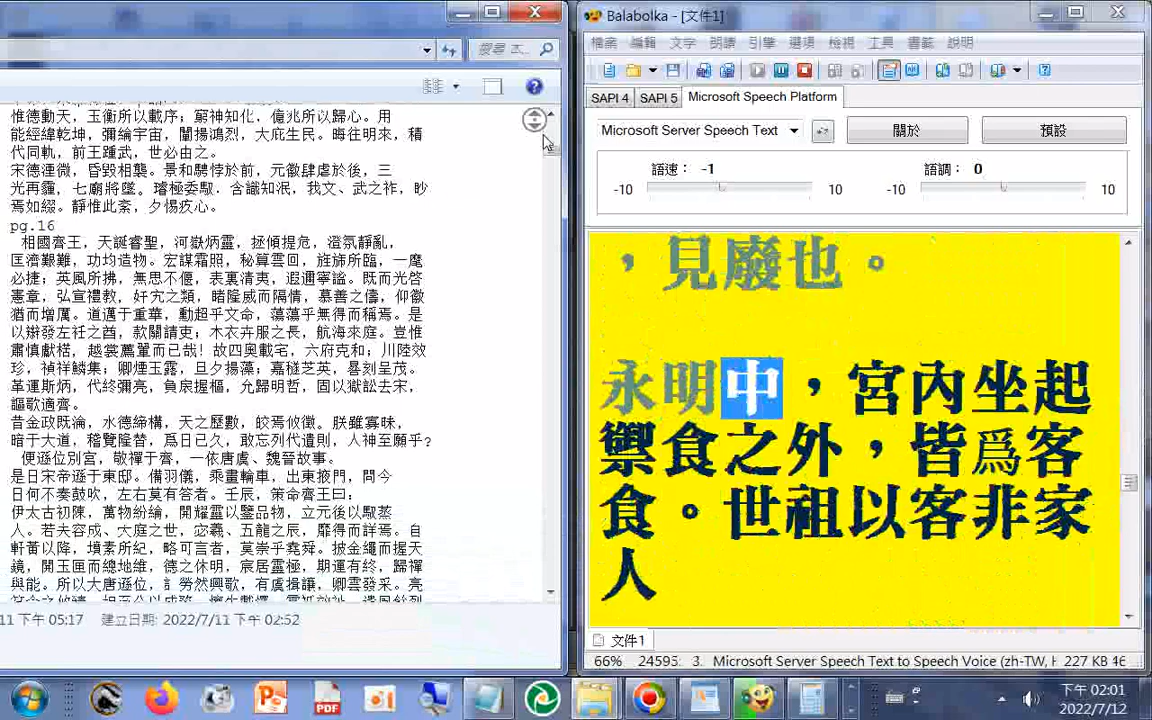 惟德動天，玉衡所以載序；窮神知化，億兆所以歸心。用
能經緯乾坤，彌綸宇宙，闡揚鴻烈，大庇生民。晦往明來，積
代同軌，前王踵武，世必由之。
宋德湮微，昏毀相襲。景和騁悖於前，元徽肆虐於後，三
光再霾，七廟將墜。璿極委馭，含識知泯，我文、武之祚，眇
焉如綴。靜惟此紊，夕惕疚心。
pg.16
相國齊王，天誕睿聖，河嶽炳靈，拯傾提危，澄氛靜亂，
匡濟艱難，功均造物。宏謀霜照，祕算雲回，旌旆所臨，一麾
必捷；英風所拂，無思不偃，表裏清夷，遐邇寧謐。既而光啓
憲章，弘宣禮教，奸宄之類，睹隆威而隔情，慕善之儔，仰徽
猶而增厲。道邁于重華，勳超乎文命，蕩蕩乎無得而稱焉。是
以辮發左衽之酋，款關請吏；木衣卉服之長，航海來庭。豈惟
肅慎獻楛，越裳薦翬而已哉！故四奧載宅，六府克和；川陸效
珍，禎祥鱗集；卿煙玉露，旦夕揚藻；嘉穟芝英，晷刻呈茂。
革運斯炳，代終彌亮，負扆握樞，允歸明哲，固以獄訟去宋，
謳歌適齊。
昔金政既淪，水德締構，天之歷數，皎焉攸徵。朕雖寡昧，
暗于大道，稽覽隆替，爲日已久，敢忘列代遺則，人神至願乎？
便遜位別宮，敬禪于齊，一依唐虞、魏晉故事。
是日宋帝遜于東邸。備羽儀，乘畫輪車，出東掖門，問今
日何不奏鼓吹，左右莫有答者。壬辰，策命齊王曰：
伊太古初陳，萬物紛綸，開耀靈以鑒品物，立元後以馭蒸
人。若夫容成、大庭之世，宓羲、五龍之辰，靡得而詳焉。自
軒黃以降，墳素所紀，略可言者，莫崇乎堯舜。披金繩而握天
鏡，開玉匣而總地維，德之休明，宸居靈極，期運有終，歸禪
與能。所以大唐遜位，訁勞然興歌，有虞揖讓，卿雲發采。亮
11 下午 05:17 建立日期: 2022/7/11 下午 02:52
Balabolka - [文件1]
檔案 編輯 文字 朗讀 引擎 選項 檢視 工具 書籤 說明
SAPI 4 SAPI 5 Microsoft Speech Platform
Microsoft Server Speech Text 關於 預設
語速： -1 語調： 0
-10 10 -10 10
，見廢也。
永明中，宮內坐起
禦食之外，皆爲客
食。世祖以客非家
人
文件1
66% 24595: 3. Microsoft Server Speech Text to Speech Voice (zh-TW, H 227 KB 46
下午 02:01
2022/7/12